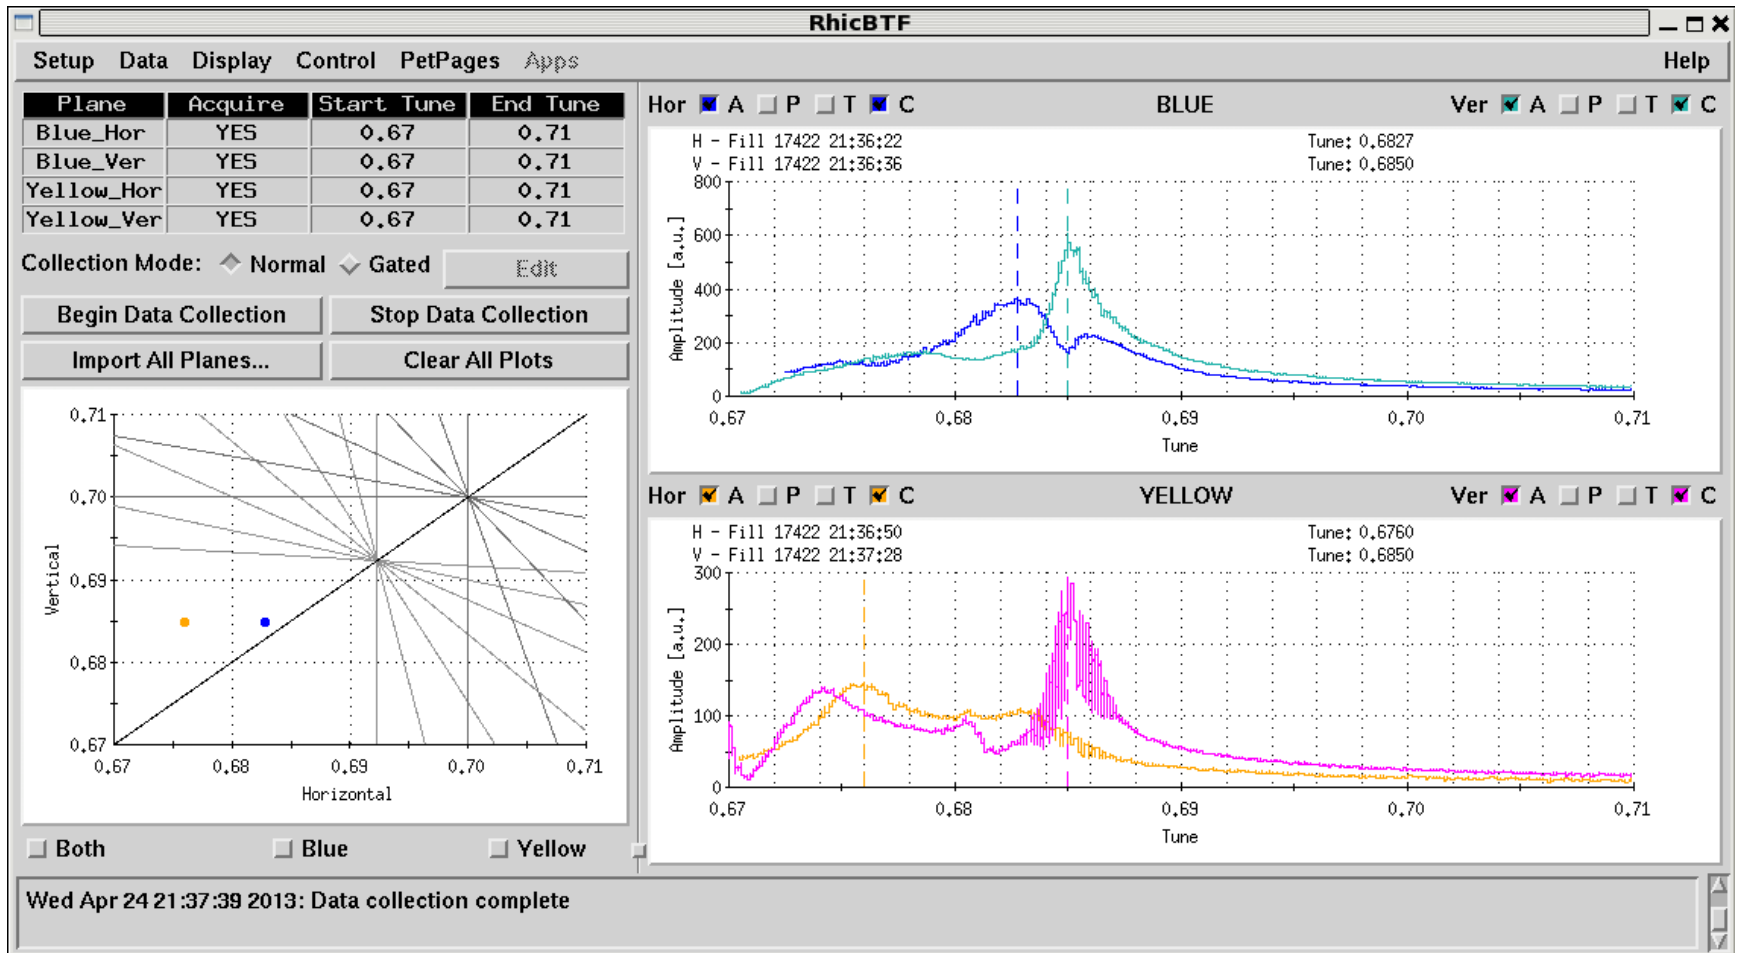 RhicBTF
Setup Data Display Control PetPages Apps Help
Plane Acquire Start Tune End Tune
Blue_Hor YES 0.67 0.71
Blue_Ver YES 0.67 0.71
Yellow_Hor YES 0.67 0.71
Yellow_Ver YES 0.67 0.71
Collection Mode: Normal Gated Edit
Begin Data Collection Stop Data Collection
Import All Planes... Clear All Plots
0.71
0.70
0.69
0.68
0.67
Vertical
0.67 0.68 0.69 0.70 0.71
Horizontal
Both Blue Yellow
Hor A P T C BLUE Ver A P T C
H - Fill 17422 21:36:22 Tune: 0.6827
V - Fill 17422 21:36:36 Tune: 0.6850
800
600
400
200
0
Amplitude [a.u.]
0.67 0.68 0.69 0.70 0.71
Tune
Hor A P T C YELLOW Ver A P T C
H - Fill 17422 21:36:50 Tune: 0.6760
V - Fill 17422 21:37:28 Tune: 0.6850
300
200
100
0
Amplitude [a.u.]
0.67 0.68 0.69 0.70 0.71
Tune
Wed Apr 24 21:37:39 2013: Data collection complete